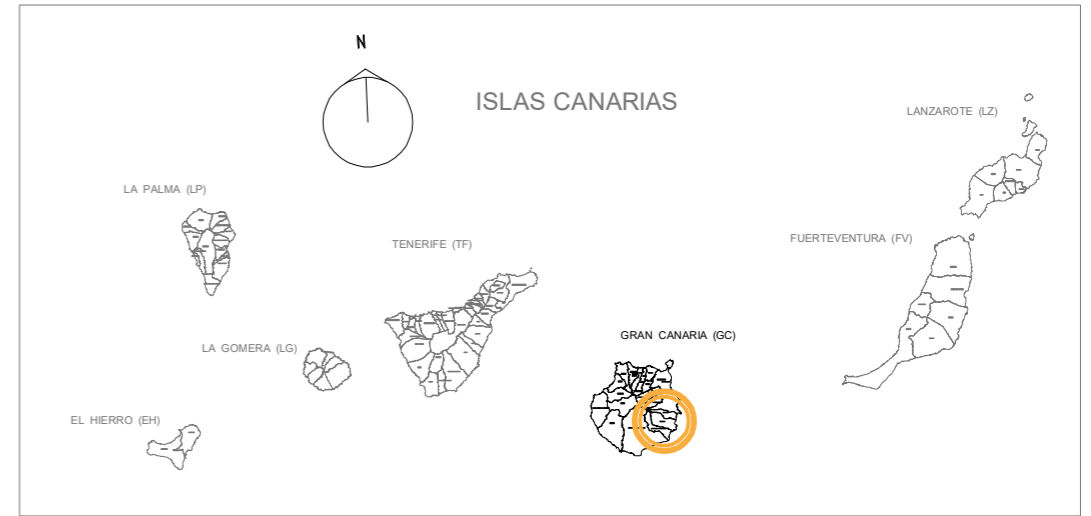 N
ISLAS CANARIAS
LANZAROTE (LZ)
LA PALMA (LP)
TENERIFE (TF)
FUERTEVENTURA (FV)
GRAN CANARIA (GC)
LA GOMERA (LG)
EL HIERRO (EH)